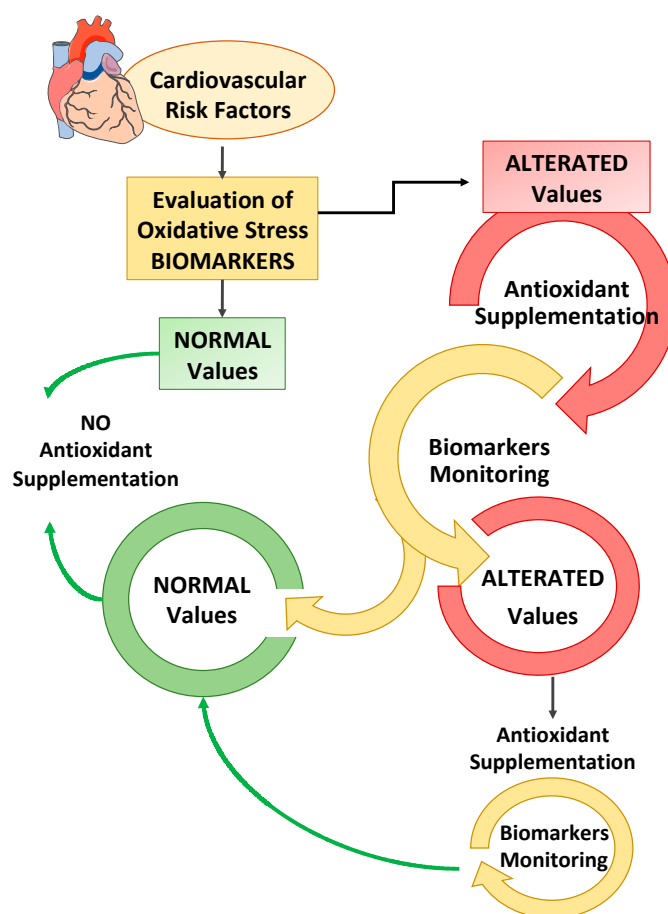 Cardiovascular
Risk Factors
Evaluation of
Oxidative Stress
BIOMARKERS
ALTERATED
Values
Antioxidant
Supplementation
NORMAL
Values
NO
Antioxidant
Supplementation
Biomarkers
Monitoring
NORMAL
Values
ALTERATED
Values
Antioxidant
Supplementation
Biomarkers
Monitoring